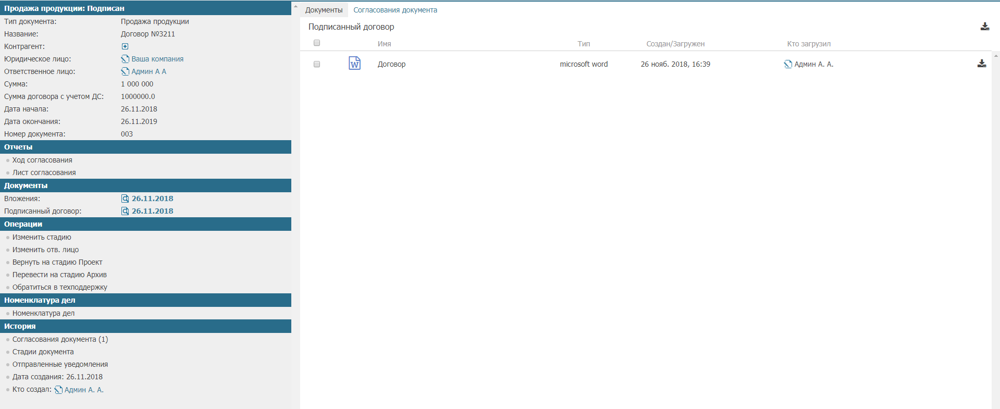 Продажа продукции: Подписан
Тип документа: Продажа продукции
Название: Договор №3211
Контрагент:
Юридическое лицо: Ваша компания
Ответственное лицо: Админ А А
Сумма: 1 000 000
Сумма договора с учетом ДС: 1000000.0
Дата начала: 26.11.2018
Дата окончания: 26.11.2019
Номер документа: 003
Отчеты
Ход согласования
Лист согласования
Документы
Вложения: 26.11.2018
Подписанный договор: 26.11.2018
Операции
Изменить стадию
Изменить отв. лицо
Вернуть на стадию Проект
Перевести на стадию Архив
Обратиться в техподдержку
Номенклатура дел
Номенклатура дел
История
Согласования документа (1)
Стадии документа
Отправленные уведомления
Дата создания: 26.11.2018
Кто создал: Админ А. А.
Документы Согласования документа
Подписанный договор
Имя Тип Создан/Загружен Кто загрузил
W Договор microsoft word 26 нояб. 2018, 16:39 Админ А. А.